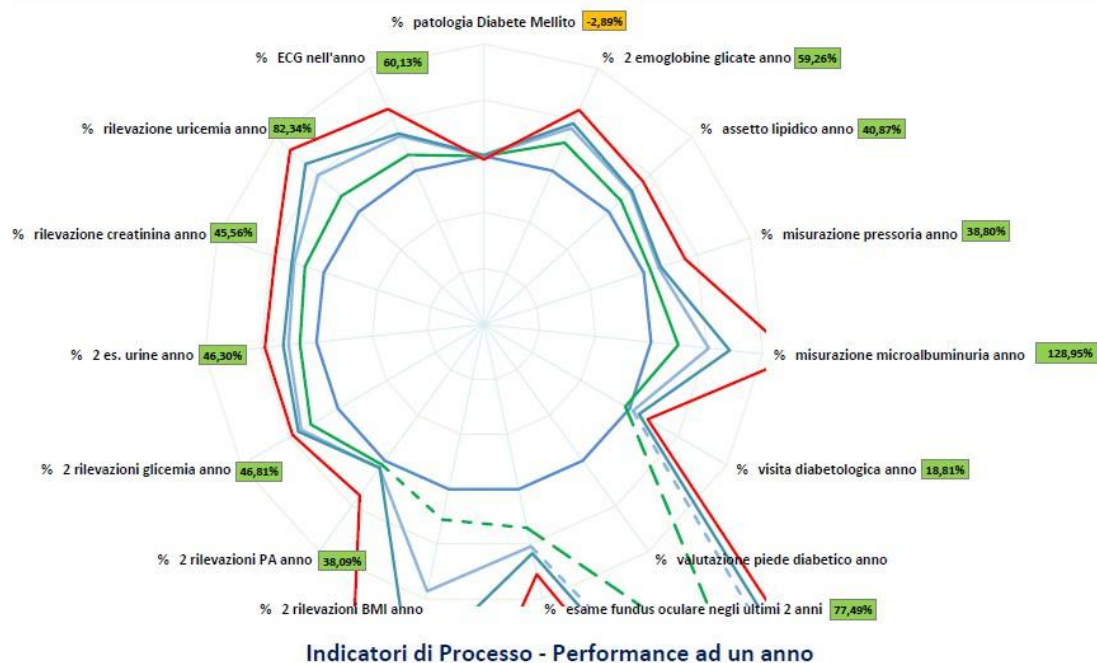 % patologia Diabete Mellito -2,89%
% ECG nell'anno 60,13%
% 2 emoglobine glicate anno 59,26%
% rilevazione uricemia anno 82,34%
% assetto lipidico anno 40,87%
% rilevazione creatinina anno 45,56%
% misurazione pressoria anno 38,80%
% 2 es. urine anno 46,30%
% misurazione microalbuminuria anno 128,95%
% 2 rilevazioni glicemia anno 46,81%
% visita diabetologica anno 18,81%
% 2 rilevazioni PA anno 38,09%
% valutazione piede diabetico anno
% 2 rilevazioni BMI anno
% esame fundus oculare negli ultimi 2 anni 77,49%
Indicatori di Processo - Performance ad un anno